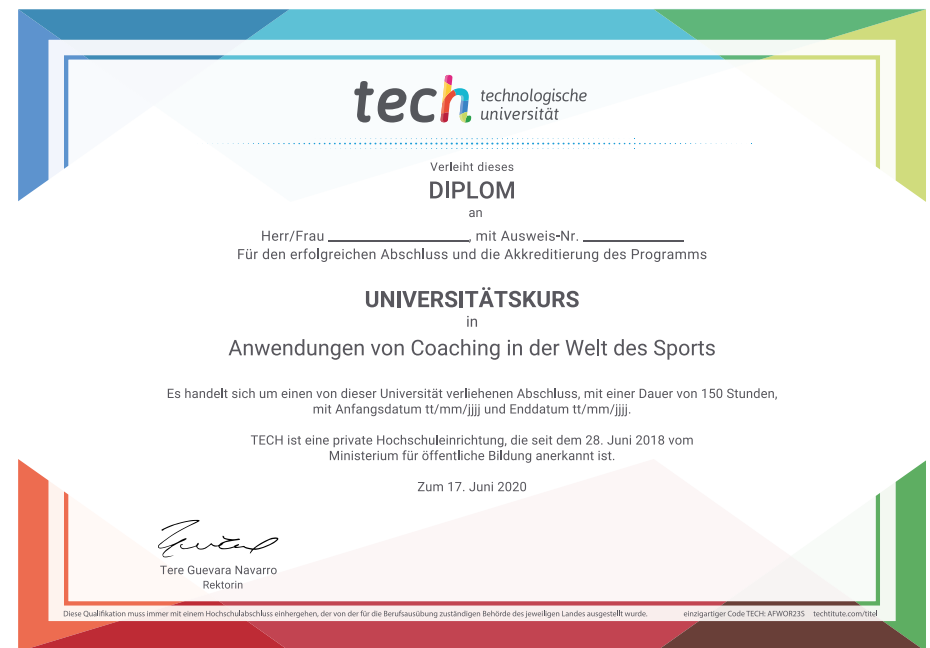 tech technologische
universität
Verleiht dieses
DIPLOM
an
Herr/Frau ____________________, mit Ausweis-Nr. ______________
Für den erfolgreichen Abschluss und die Akkreditierung des Programms
UNIVERSITÄTSKURS
in
Anwendungen von Coaching in der Welt des Sports
Es handelt sich um einen von dieser Universität verliehenen Abschluss, mit einer Dauer von 150 Stunden,
mit Anfangsdatum tt/mm/jjjj und Enddatum tt/mm/jjjj.
TECH ist eine private Hochschuleinrichtung, die seit dem 28. Juni 2018 vom
Ministerium für öffentliche Bildung anerkannt ist.
Zum 17. Juni 2020
Tere Guevara Navarro
Rektorin
Diese Qualifikation muss immer mit einem Hochschulabschluss einhergehen, der von der für die Berufsausübung zuständigen Behörde des jeweiligen Landes ausgestellt wurde. einzigartiger Code TECH: AFWOR23S techtitute.com/titel